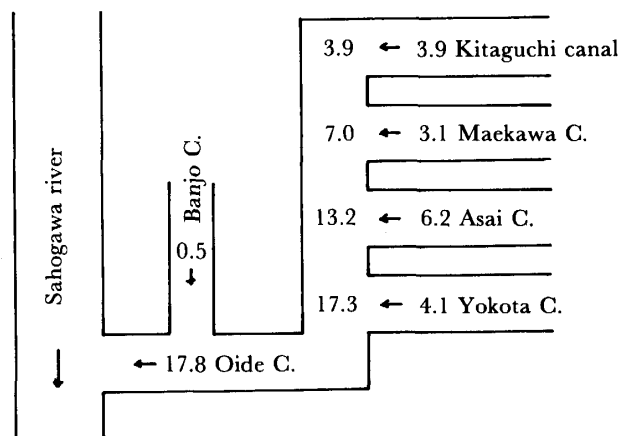 3.9 ← 3.9 Kitaguchi canal
7.0 ← 3.1 Maekawa C.
Sahogawa river
Banjo C.
13.2 ← 6.2 Asai C.
0.5
17.3 ← 4.1 Yokota C.
← 17.8 Oide C.